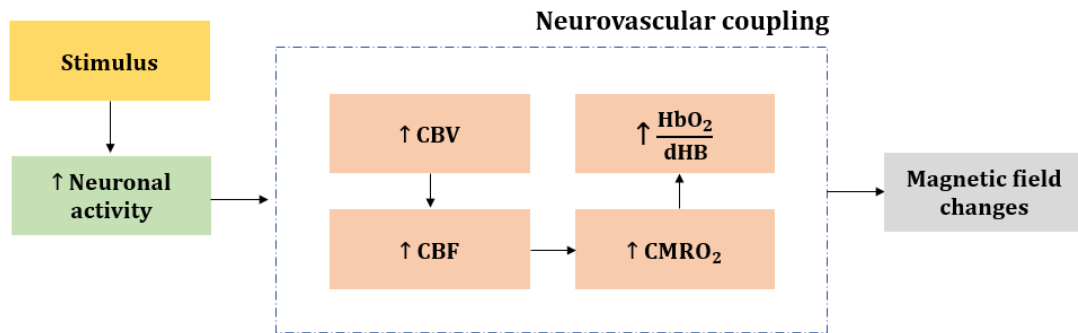 Neurovascular coupling
Stimulus
↑ Neuronal
activity
↑ CBV
↑ CBF
↑ CMRO₂
↑ HbO₂
dHB
Magnetic field
changes